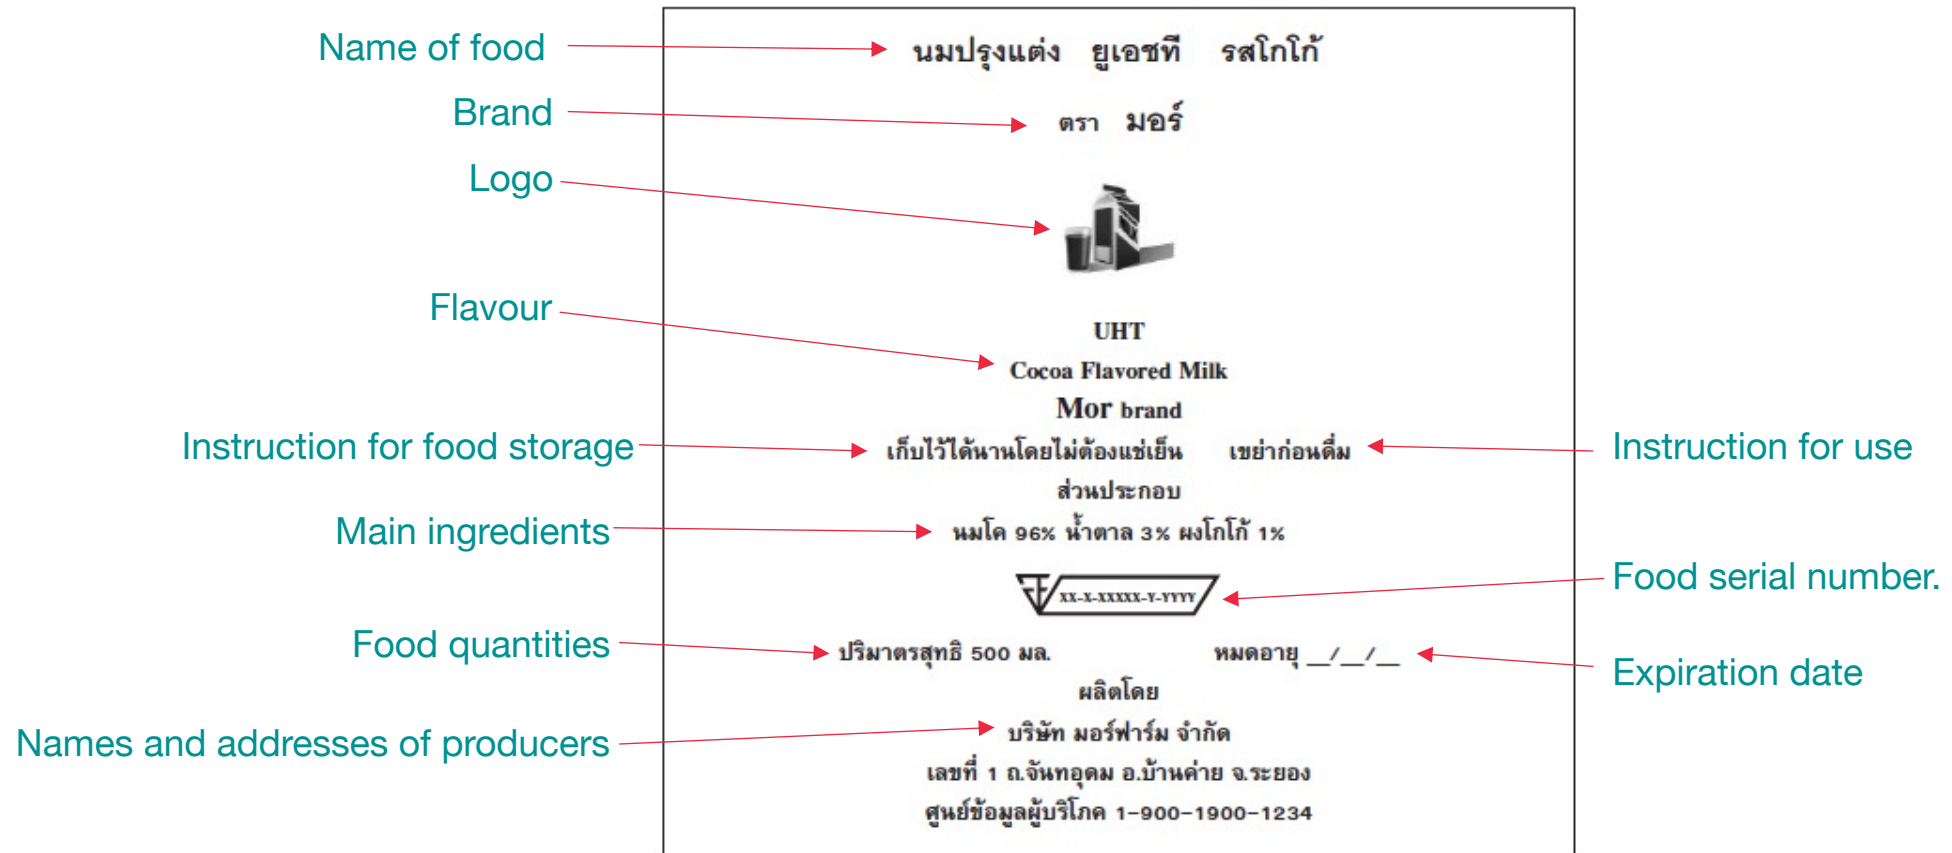 Name of food
นมปรุงแต่ง ยูเอชที รสโกโก้
Brand
ตรา มอร์
Logo
Flavour
UHT
Cocoa Flavored Milk
Mor brand
Instruction for food storage
เก็บไว้ได้นานโดยไม่ต้องแช่เย็น เขย่าก่อนดื่ม
Instruction for use
ส่วนประกอบ
Main ingredients
นมโค 96% น้ำตาล 3% ผงโกโก้ 1%
XX-X-XXXXX-Y-YYYY
Food serial number.
Food quantities
ปริมาตรสุทธิ 500 มล. หมดอายุ __/__/__
Expiration date
ผลิตโดย
Names and addresses of producers
บริษัท มอร์ฟาร์ม จำกัด
เลขที่ 1 ถ.จันทอุดม อ.บ้านค่าย จ.ระยอง
ศูนย์ข้อมูลผู้บริโภค 1-900-1900-1234